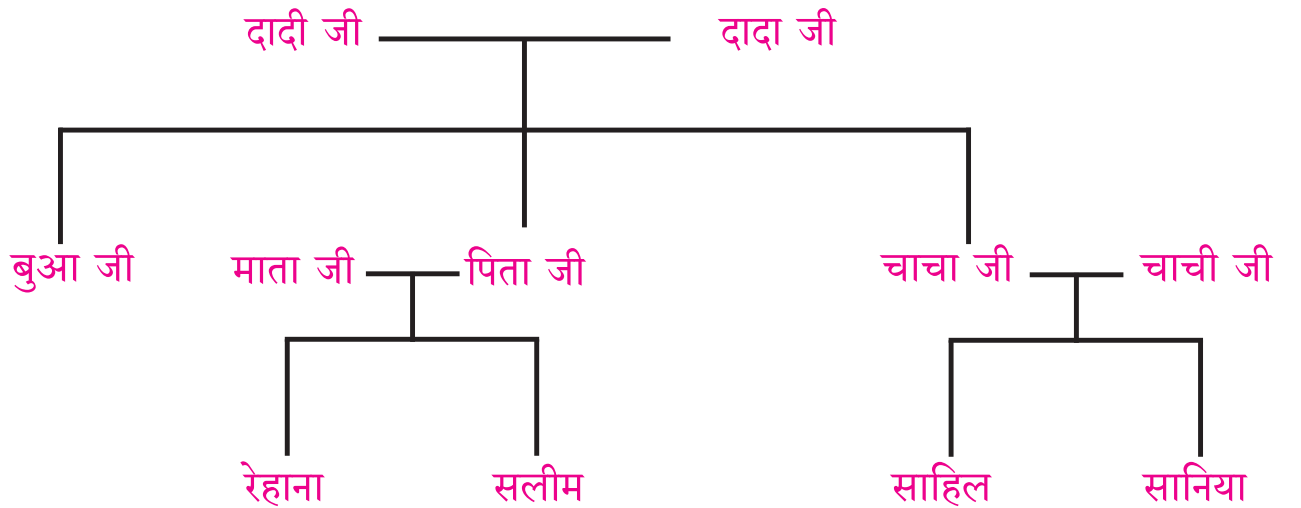 दादी जी दादा जी
बुआ जी माता जी पिता जी चाचा जी चाची जी
रेहाना सलीम साहिल सानिया